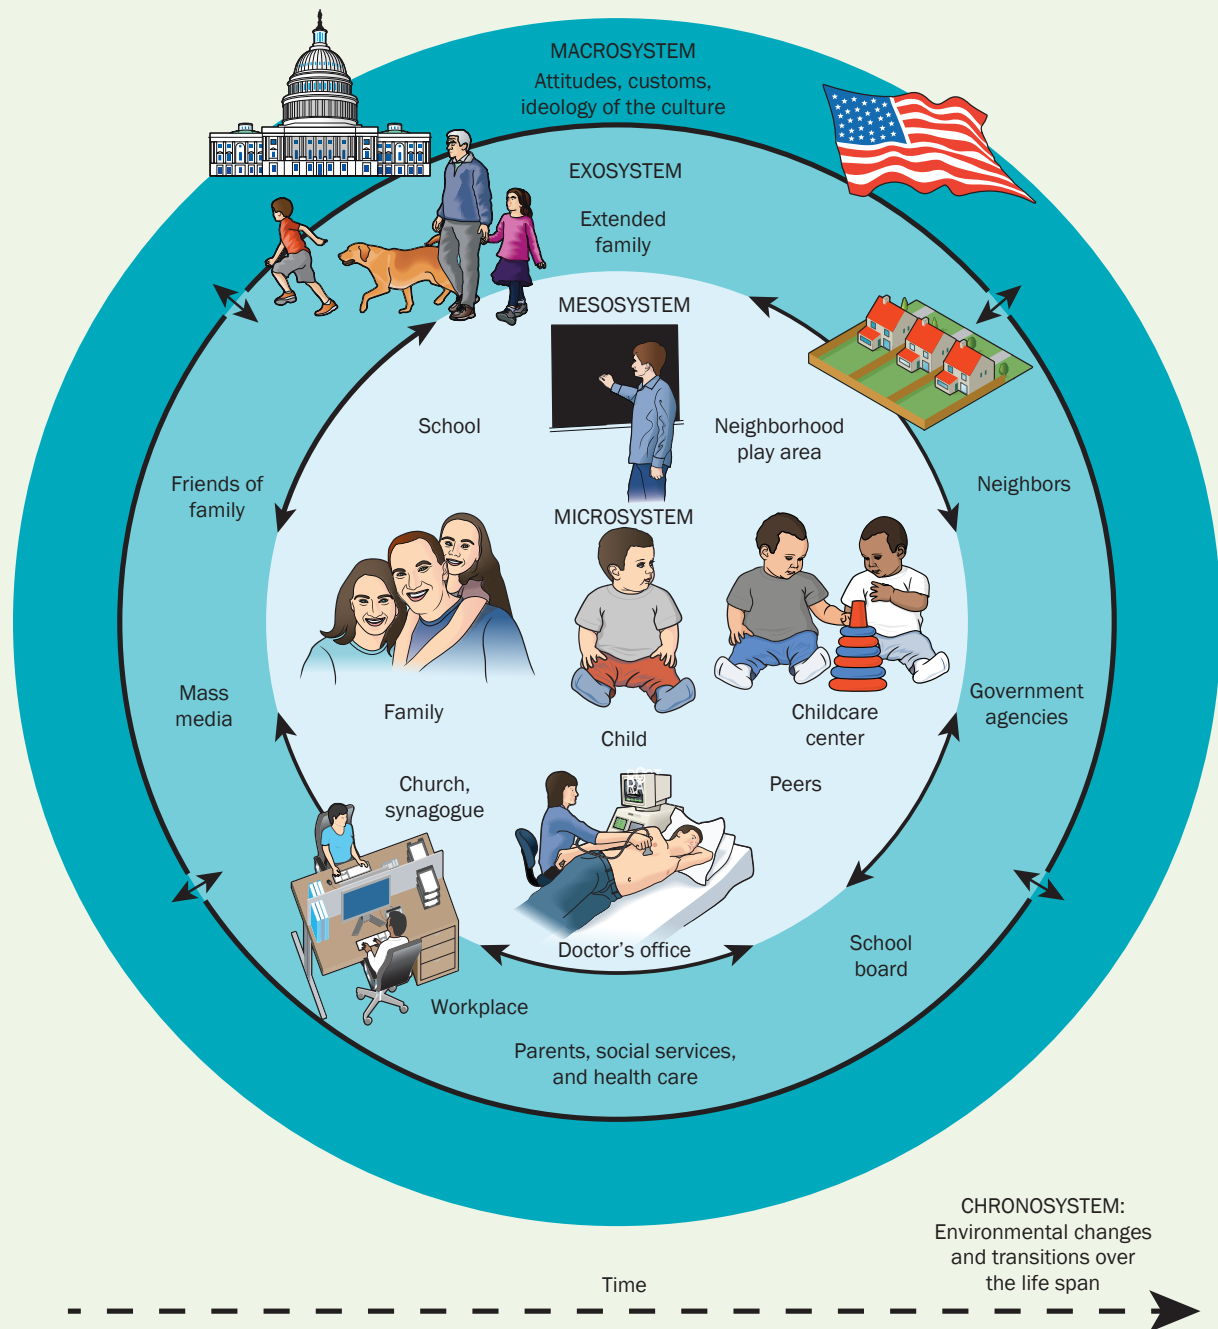 MACROSYSTEM
Attitudes, customs,
ideology of the culture
EXOSYSTEM
Extended
family
MESOSYSTEM
School
Neighborhood
play area
Friends of
family
Neighbors
MICROSYSTEM
Mass
media
Family
Child
Childcare
center
Government
agencies
Church,
synagogue
Peers
Doctor's office
School
board
Workplace
Parents, social services,
and health care
CHRONOSYSTEM:
Environmental changes
and transitions over
the life span
Time